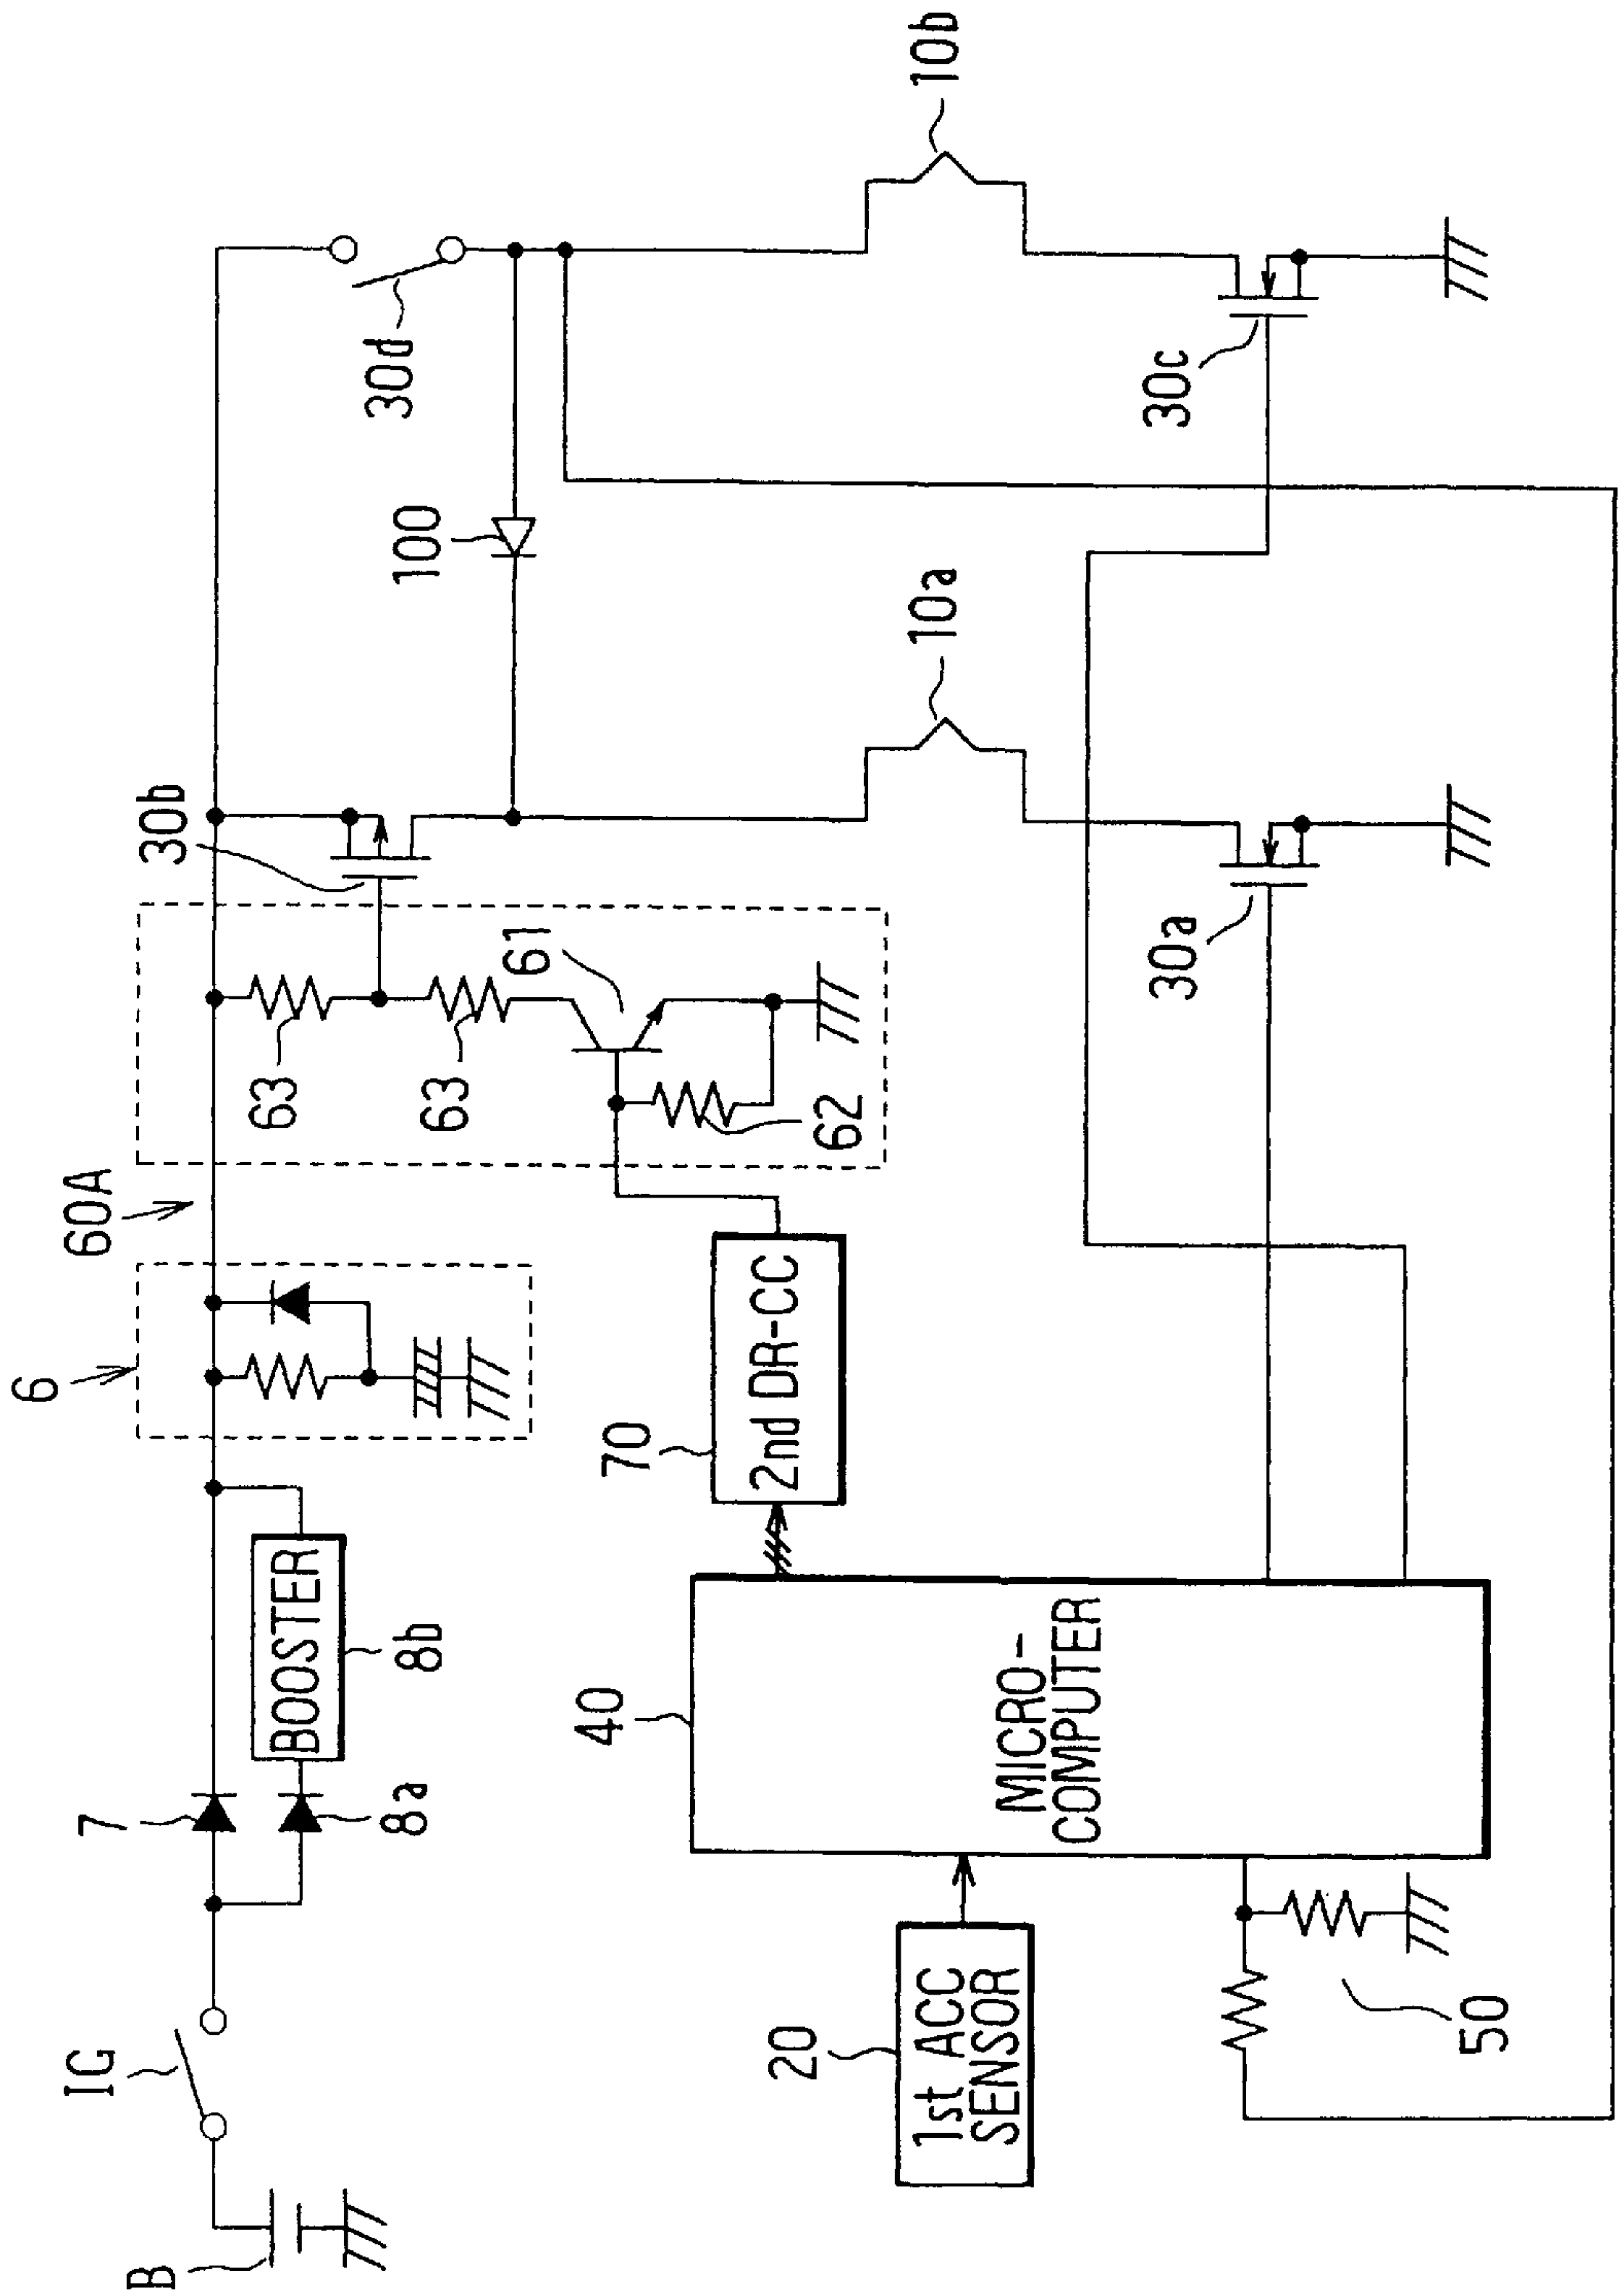 B
IG
7
8a
BOOSTER
8b
6
60A
63
63
61
62
30b
100
30d
10a
10b
20
1st ACC
SENSOR
40
MICRO-
COMPUTER
70
2nd DR-CC
50
30a
30c